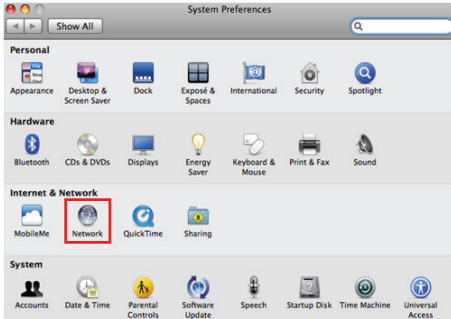 System Preferences
Show All
Personal
Appearance
Desktop &
Screen Saver
Dock
Exposé &
Spaces
International
Security
Spotlight
Hardware
Bluetooth
CDs & DVDs
Displays
Energy
Saver
Keyboard &
Mouse
Print & Fax
Sound
Internet & Network
MobileMe
Network
QuickTime
Sharing
System
Accounts
Date & Time
Parental
Controls
Software
Update
Speech
Startup Disk
Time Machine
Universal
Access